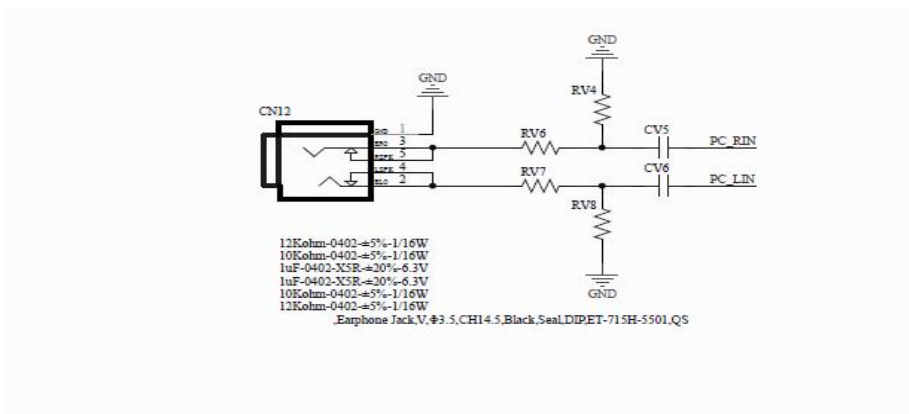 GND
RV4
GND
CN12
1
3
RV6
CV5
PC_RIN
5
4
RV7
CV6
PC_LIN
2
RV8
12Kohm-0402-±5%-1/16W
10Kohm-0402-±5%-1/16W
1uF-0402-X5R-±20%-6.3V
1uF-0402-X5R-±20%-6.3V
10Kohm-0402-±5%-1/16W
12Kohm-0402-±5%-1/16W
GND
,Earphone Jack,V,Φ3.5,CH14.5,Black,Seal,DIP,ET-715H-5501,QS